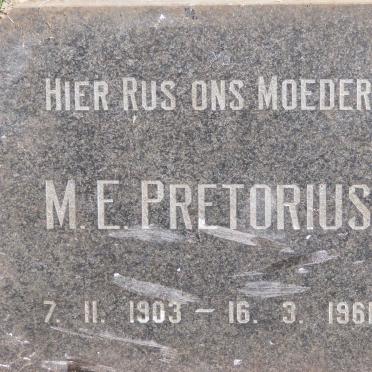 HIER RUS ONS MOEDER
M. E. PRETORIUS
7. 11. 1903 – 16. 3. 1961